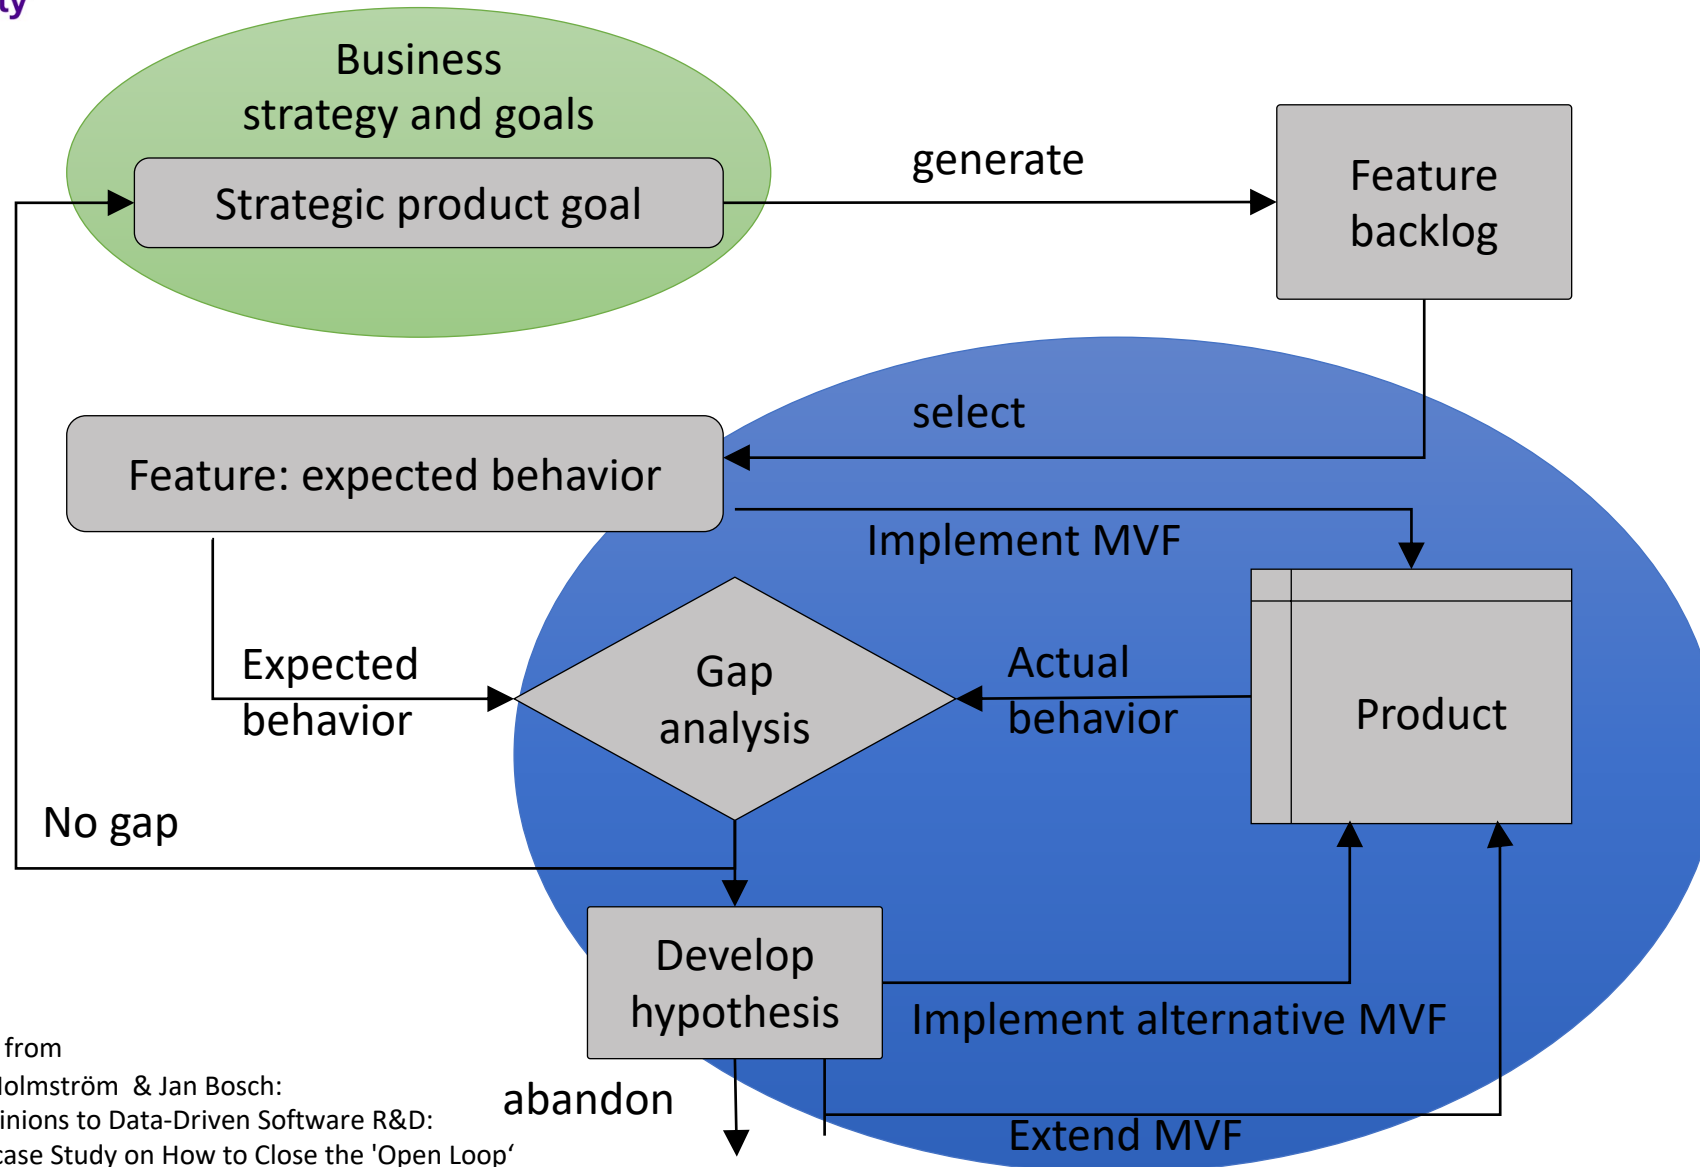 Business
strategy and goals
Strategic product goal
generate
Feature
backlog
select
Feature: expected behavior
Implement MVF
Expected
behavior
Gap
analysis
Actual
behavior
Product
No gap
Develop
hypothesis
Implement alternative MVF
abandon
Extend MVF
from
& Jan Bosch:
to Data-Driven Software R&D:
Study on How to Close the 'Open Loop‘